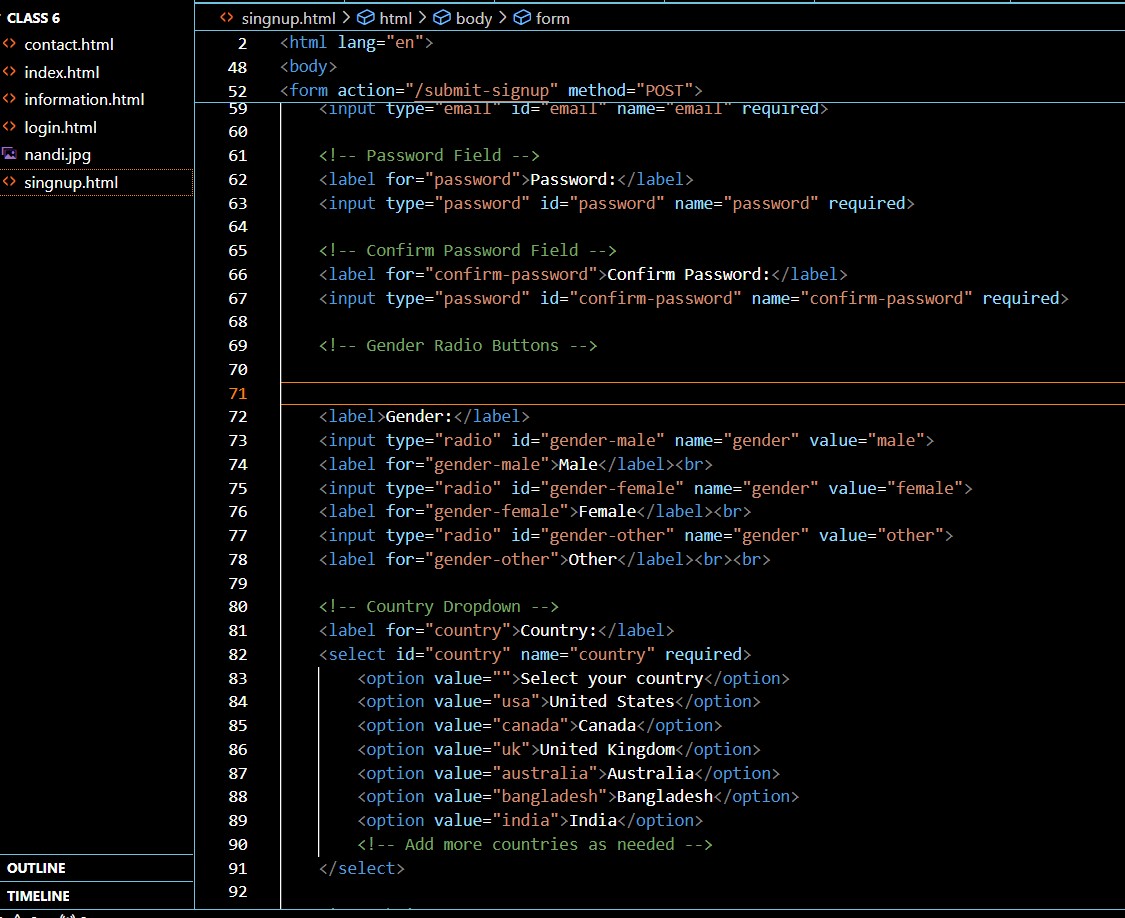 CLASS 6
contact.html
index.html
information.html
login.html
nandi.jpg
singnup.html
OUTLINE
TIMELINE
singnup.html > html > body > form
2 <html lang="en">
48 <body>
52 <form action="/submit-signup" method="POST">
59 <input type="email" id="email" name="email" required>
60
61 <!-- Password Field -->
62 <label for="password">Password:</label>
63 <input type="password" id="password" name="password" required>
64
65 <!-- Confirm Password Field -->
66 <label for="confirm-password">Confirm Password:</label>
67 <input type="password" id="confirm-password" name="confirm-password" required>
68
69 <!-- Gender Radio Buttons -->
70
71
72 <label>Gender:</label>
73 <input type="radio" id="gender-male" name="gender" value="male">
74 <label for="gender-male">Male</label><br>
75 <input type="radio" id="gender-female" name="gender" value="female">
76 <label for="gender-female">Female</label><br>
77 <input type="radio" id="gender-other" name="gender" value="other">
78 <label for="gender-other">Other</label><br><br>
79
80 <!-- Country Dropdown -->
81 <label for="country">Country:</label>
82 <select id="country" name="country" required>
83 <option value="">Select your country</option>
84 <option value="usa">United States</option>
85 <option value="canada">Canada</option>
86 <option value="uk">United Kingdom</option>
87 <option value="australia">Australia</option>
88 <option value="bangladesh">Bangladesh</option>
89 <option value="india">India</option>
90 <!-- Add more countries as needed -->
91 </select>
92